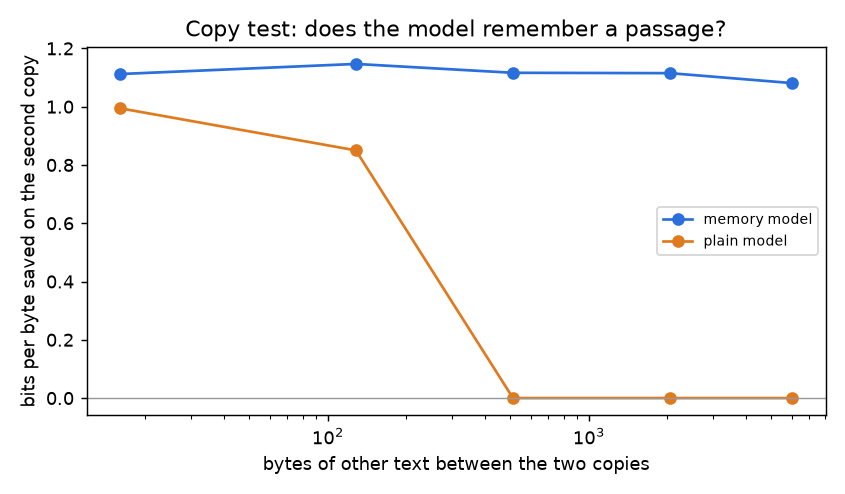 Copy test: does the model remember a passage?
bits per byte saved on the second copy
1.2
1.0
0.8
0.6
0.4
0.2
0.0
memory model
plain model
10²
10³
bytes of other text between the two copies